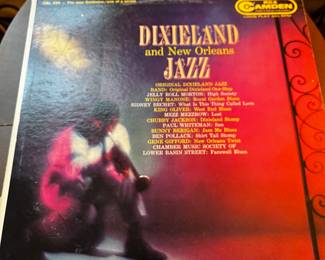 RCA
CAMDEN
DIXIELAND
and New Orleans
JAZZ
ORIGINAL DIXIELAND JAZZ
BAND: Original Dixieland One-Step
JELLY ROLL MORTON: High Society
WINGY MANONE: Royal Garden Blues
SIDNEY BECHET: What Is This Thing Called Love
KING OLIVER: West End Blues
MEZZ MEZZROW: Lost
CHUBBY JACKSON: Dixieland Stomp
PAUL WHITEMAN: San
BUNNY BERIGAN: Jazz Me Blues
BEN POLLACK: Shirt Tail Stomp
GENE GIFFORD: New Orleans Twist
CHAMBER MUSIC SOCIETY OF
LOWER BASIN STREET: Farewell Blues